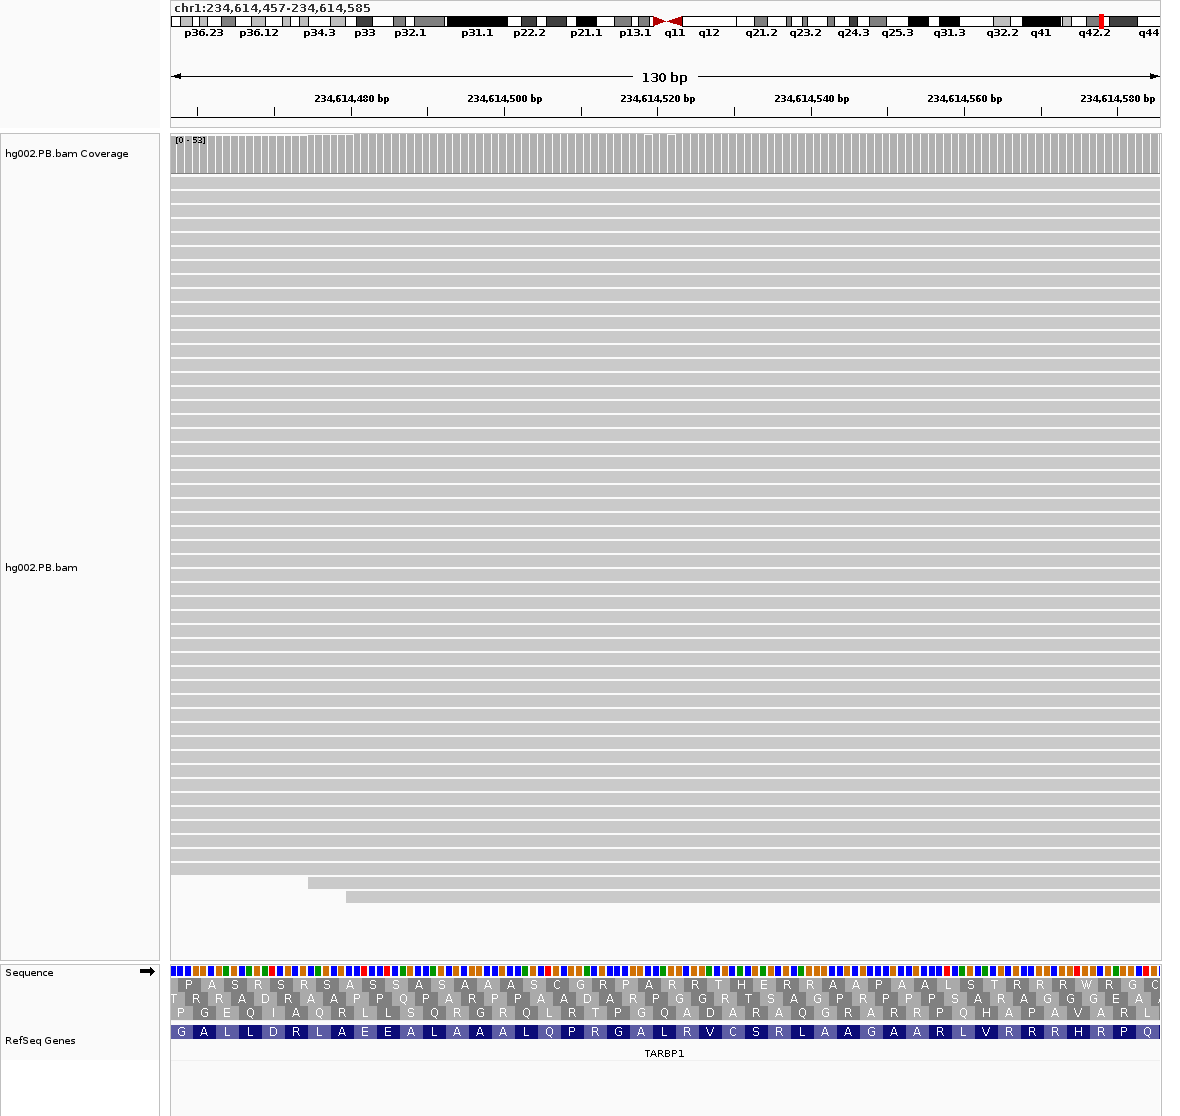 chr1:234,614,457-234,614,585
p36.23 p36.12 p34.3 p33 p32.1 p31.1 p22.2 p21.1 p13.1 q11 q12 q21.2 q23.2 q24.3 q25.3 q31.3 q32.2 q41 q42.2 q44
130 bp
234,614,480 bp 234,614,500 bp 234,614,520 bp 234,614,540 bp 234,614,560 bp 234,614,580 bp
[0 - 53]
hg002.PB.bam Coverage
hg002.PB.bam
Sequence
P A S R S R S A S S A S A A A S C G R P A R R T H E R R A A P A A L S T R R R W R G C
T R R A D R A A P P Q P A R P P A A D A R P G G R T S A G P R P P P S A R A G G G E A
P G E Q I A Q R L L S Q R G R Q L R T P G Q A D A R A Q G R A R R P Q H A P A V A R L
RefSeq Genes
G A L L D R L A E E A L A A A L Q P R G A L R V C S R L A A G A A R L V R R R H R P Q
TARBP1